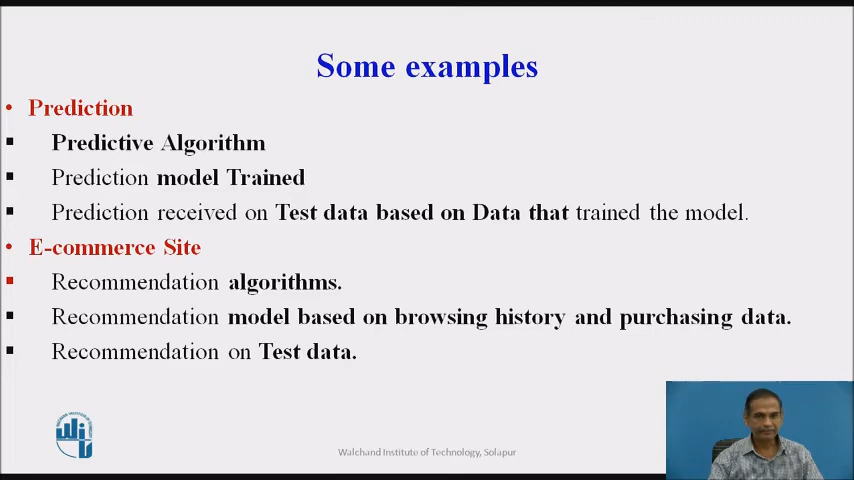 Some examples
• Prediction
▪ Predictive Algorithm
▪ Prediction model Trained
▪ Prediction received on Test data based on Data that trained the model.
• E-commerce Site
▪ Recommendation algorithms.
▪ Recommendation model based on browsing history and purchasing data.
▪ Recommendation on Test data.
Walchand Institute of Technology, Solapur